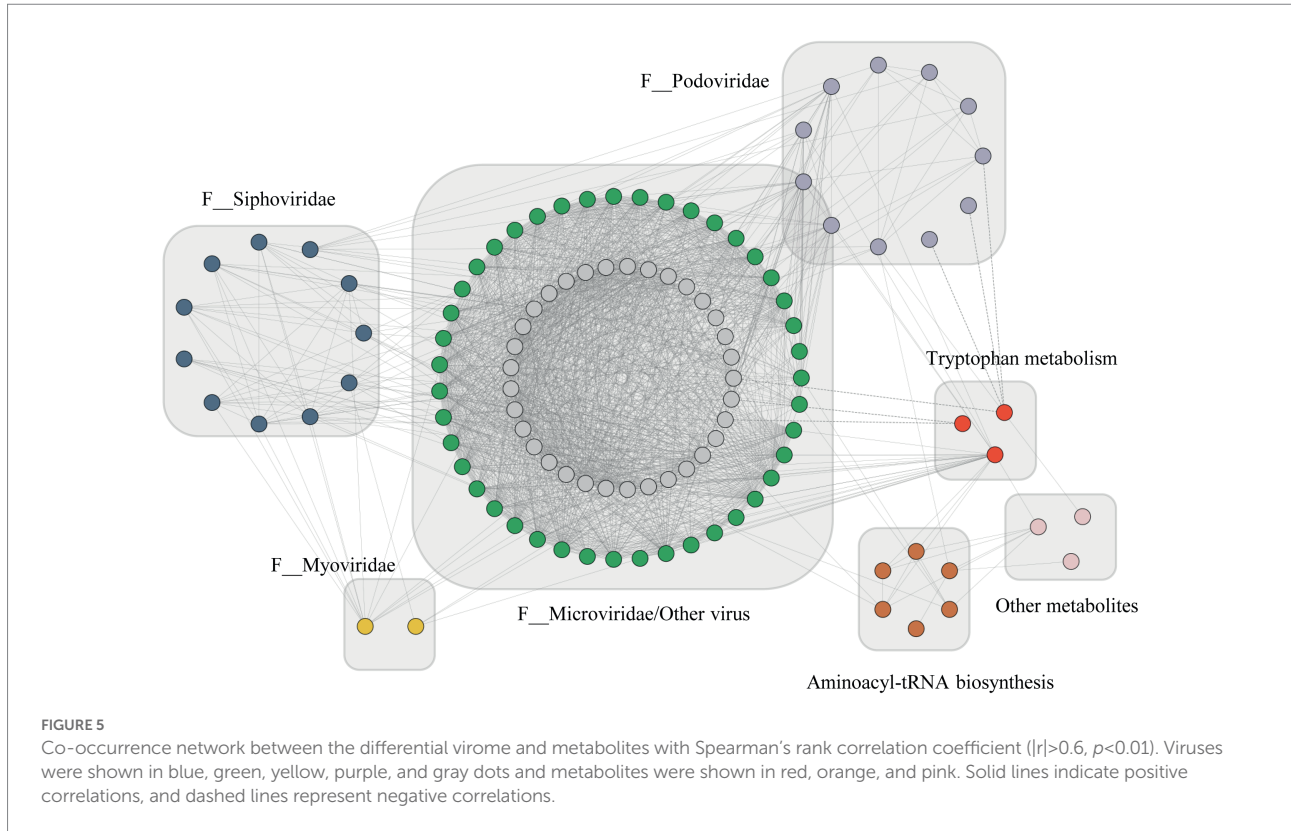 F__Podoviridae
F__Siphoviridae
Tryptophan metabolism
F__Myoviridae
F__Microviridae/Other virus
Other metabolites
Aminoacyl-tRNA biosynthesis
FIGURE 5
Co-occurrence network between the differential virome and metabolites with Spearman's rank correlation coefficient (|r|>0.6, p<0.01). Viruses
were shown in blue, green, yellow, purple, and gray dots and metabolites were shown in red, orange, and pink. Solid lines indicate positive
correlations, and dashed lines represent negative correlations.